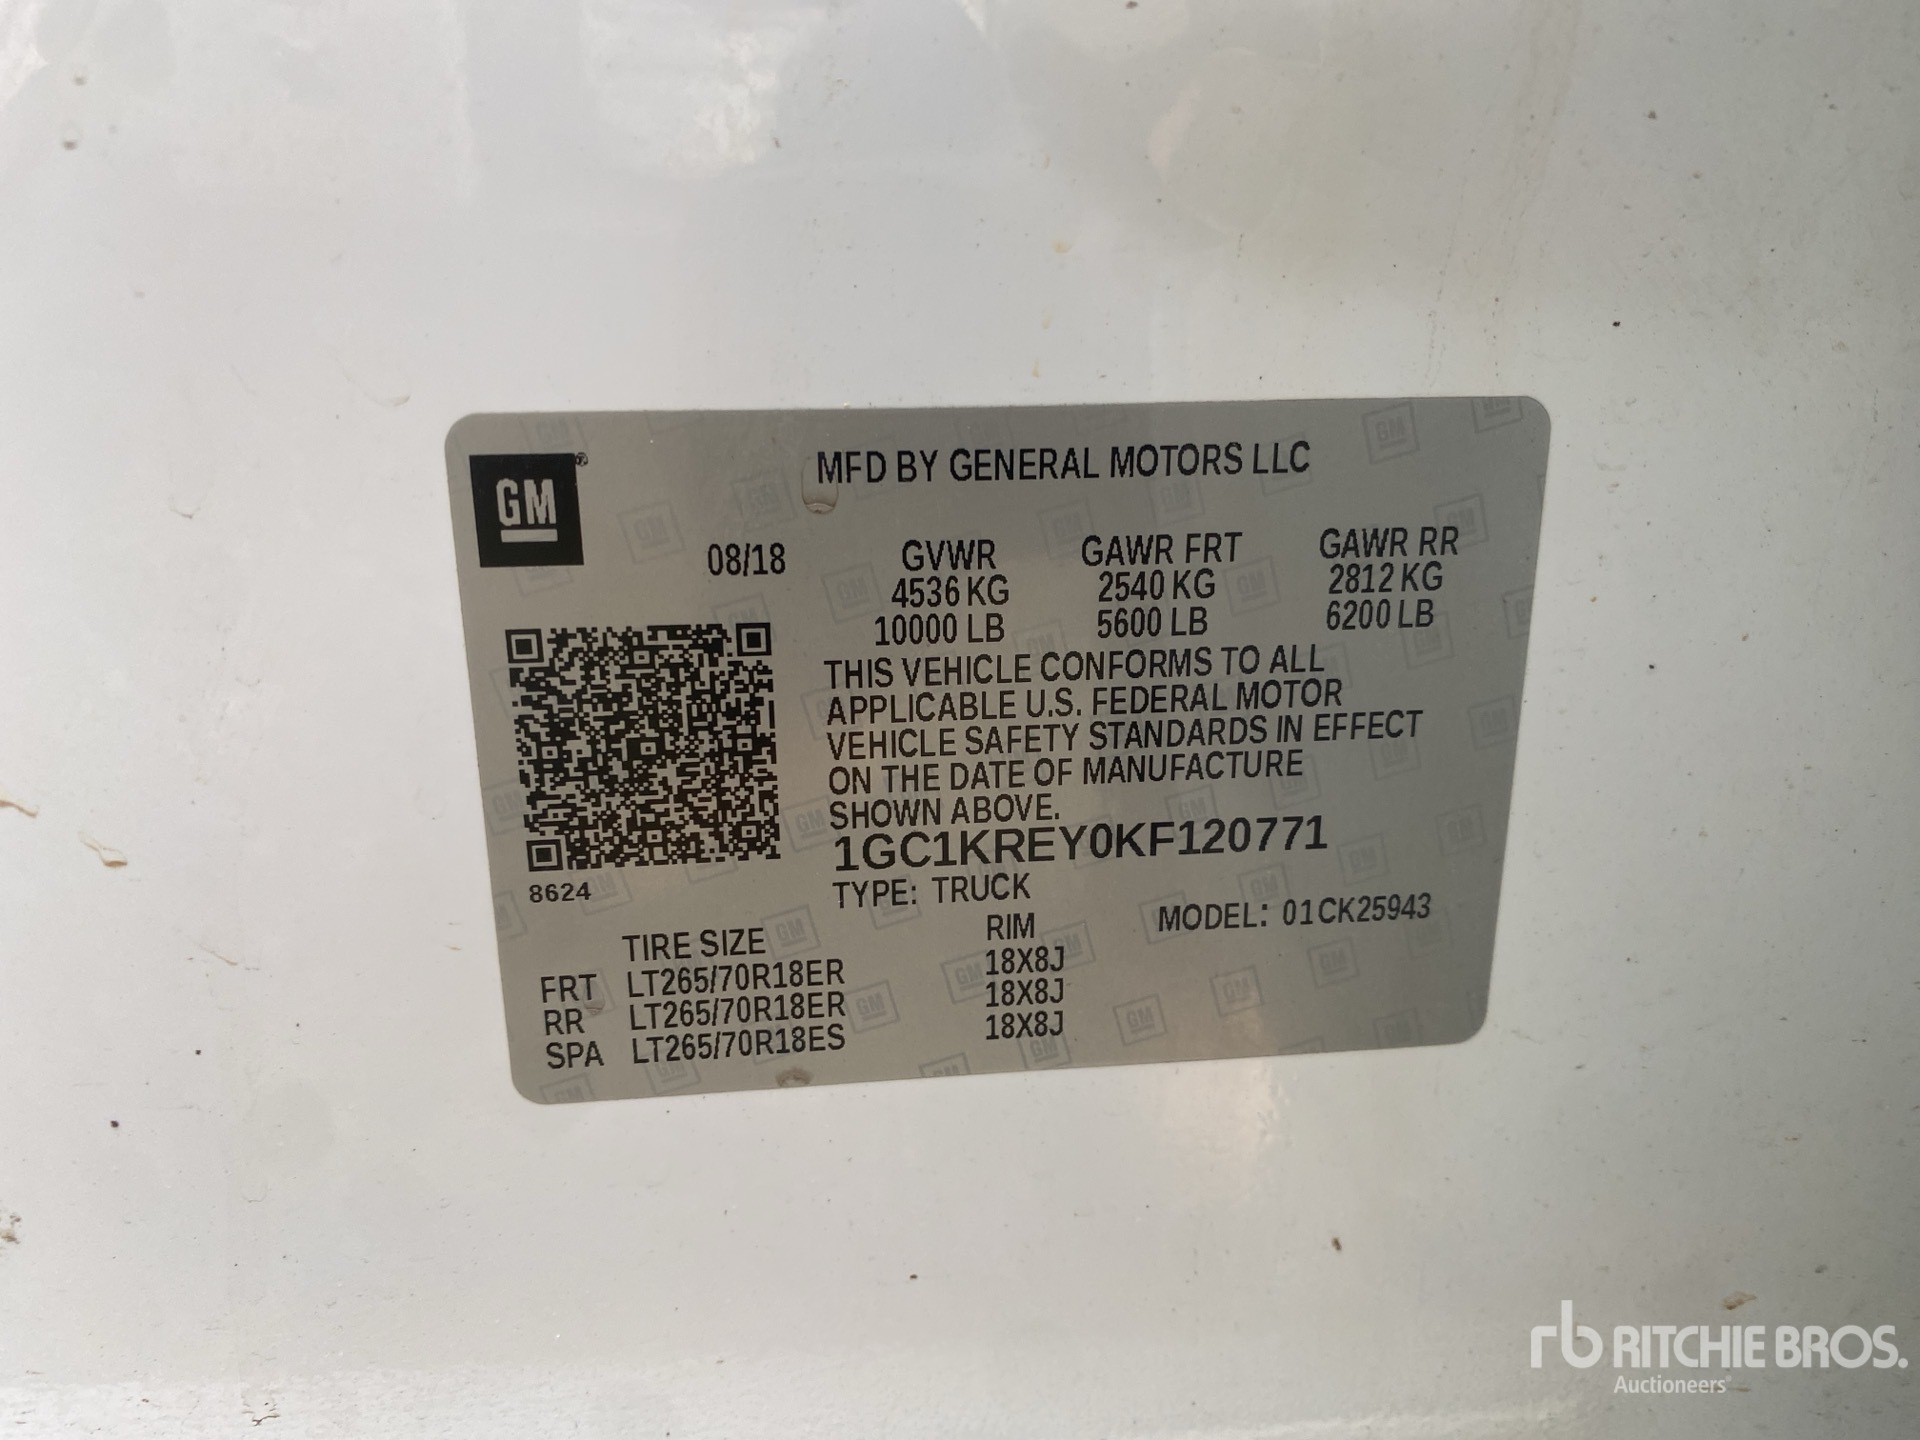 GM®
MFD BY GENERAL MOTORS LLC
08/18 GVWR GAWR FRT GAWR RR
4536 KG 2540 KG 2812 KG
10000 LB 5600 LB 6200 LB
THIS VEHICLE CONFORMS TO ALL
APPLICABLE U.S. FEDERAL MOTOR
VEHICLE SAFETY STANDARDS IN EFFECT
ON THE DATE OF MANUFACTURE
SHOWN ABOVE.
1GC1KREY0KF120771
8624
TYPE: TRUCK
MODEL: 01CK25943
TIRE SIZE RIM
FRT LT265/70R18ER 18X8J
RR LT265/70R18ER 18X8J
SPA LT265/70R18ES 18X8J
rb RITCHIE BROS.
Auctioneers